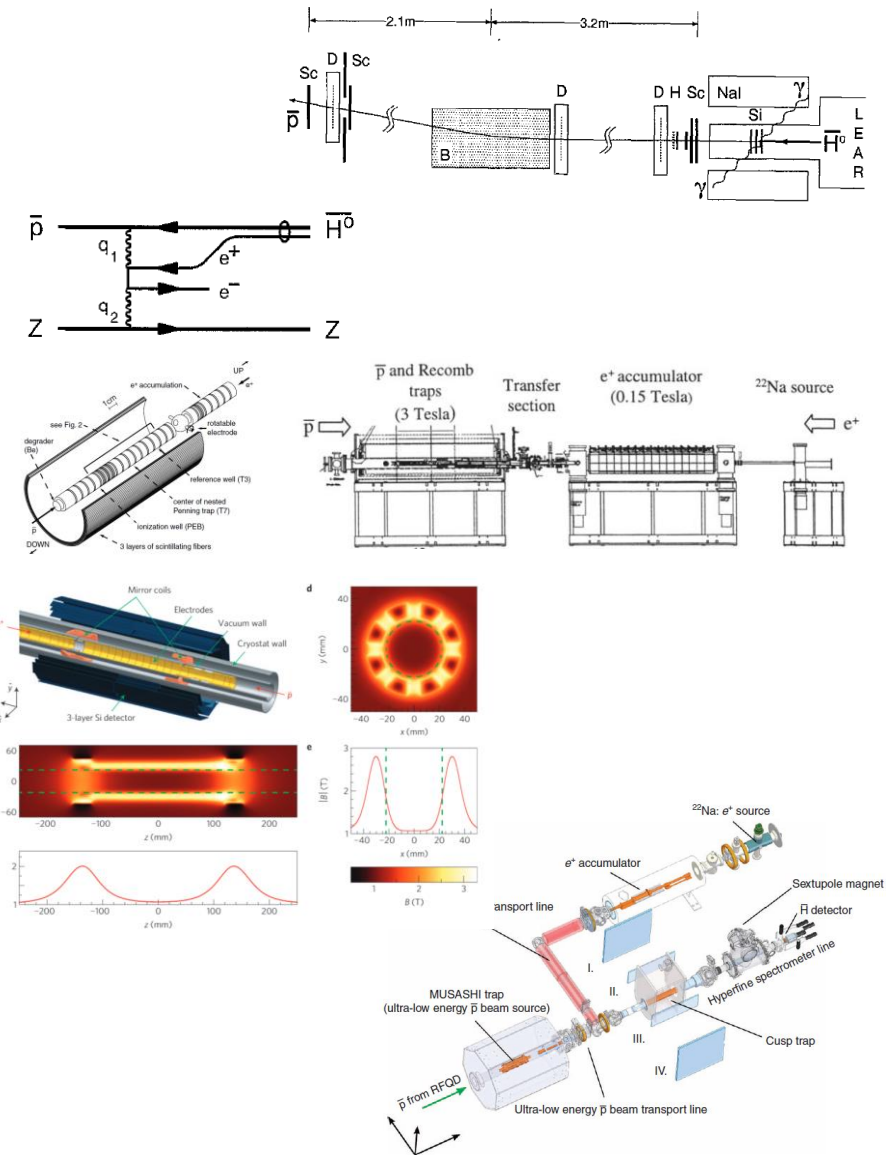 2.1m
3.2m
Sc
D
Sc
p̅
B
D
D
H
Sc
NaI
Si
γ
γ
H̅⁰
L
E
A
R
p̅
H̅⁰
q₁
e⁺
e⁻
q₂
Z
Z
UP
e⁺
e⁺ accumulation
1cm
see Fig. 2
rotatable
electrode
degrader
(Be)
reference well (T3)
center of nested
Penning trap (T7)
p̅
ionization well (PEB)
DOWN
3 layers of scintillating fibers
p̅ and Recomb
traps
(3 Tesla)
Transfer
section
e⁺ accumulator
(0.15 Tesla)
²²Na source
p̅
e⁺
Mirror coils
Electrodes
Vacuum wall
Cryostat wall
p̅
y
3-layer Si detector
d
40
20
0
−20
−40
y (mm)
−40 −20 0 20 40
x (mm)
60
0
−60
−200 −100 0 100 200
z (mm)
e
3
2
1
|B| (T)
−40 −20 0 20 40
x (mm)
1 2 3
B (T)
2
1
−200 −100 0 100 200
z (mm)
²²Na: e⁺ source
e⁺ accumulator
Sextupole magnet
H̅ detector
ansport line
I.
II.
Hyperfine spectrometer line
MUSASHI trap
(ultra-low energy p̅ beam source)
III.
Cusp trap
IV.
p̅ from RFQD
Ultra-low energy p̅ beam transport line